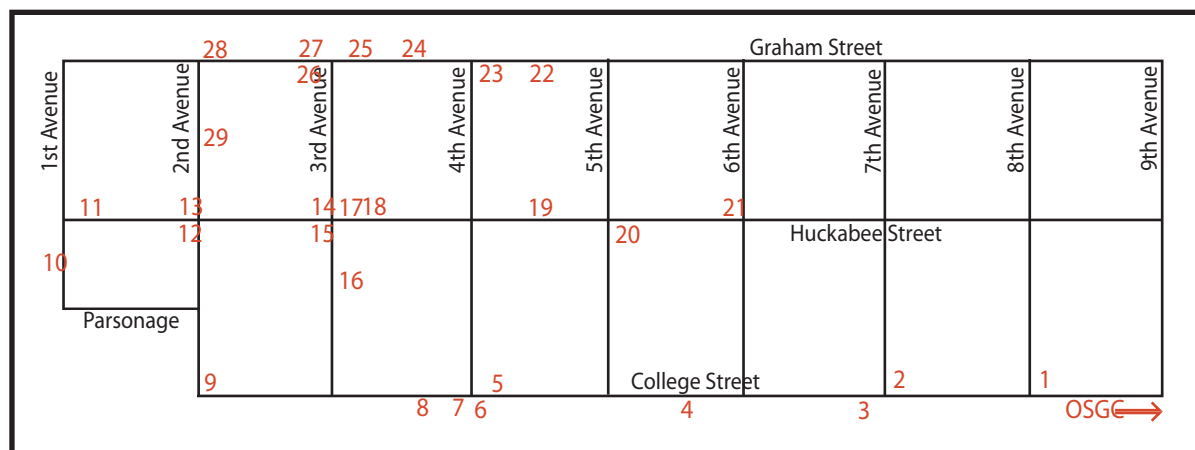 28 27 25 24 Graham Street
26 23 22
1st Avenue
2nd Avenue
3rd Avenue
4th Avenue
5th Avenue
6th Avenue
7th Avenue
8th Avenue
9th Avenue
29
11 13 14 17 18 19 21
12 15 20 Huckabee Street
10
16
Parsonage
9 5 College Street 2 1
8 7 6 4 3 OSGC